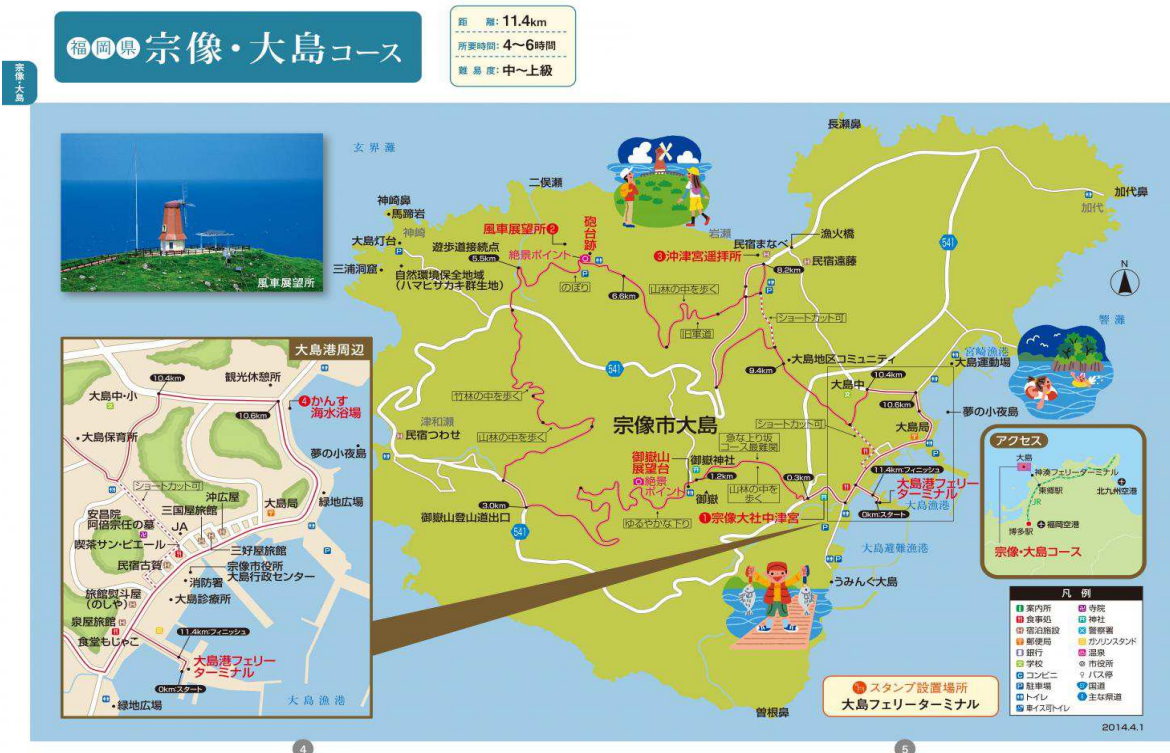 福岡県 宗像・大島コース
距離：11.4km
所要時間：4〜6時間
難易度：中〜上級
宗像・大島
風車展望所
玄界灘
二俣瀬
神崎鼻
馬蹄岩
神崎
大島灯台
三浦洞窟
自然環境保全地域
(ハマヒサカキ群生地)
遊歩道接続点
5.5km
風車展望所❷
絶景ポイント
砲台跡
のぼり
6.6km
山林の中を歩く
旧軍道
岩瀬
❸沖津宮遥拝所
民宿まなべ
漁火橋
民宿遠藤
8.2km
長瀬鼻
加代鼻
加代
541
N
響灘
ショートカット可
大島地区コミュニティ
9.4km
大島中
10.4km
宮崎漁港
大島運動場
10.6km
夢の小夜島
大島局
541
竹林の中を歩く
津和瀬
民宿つわせ
山林の中を歩く
宗像市大島
御嶽山
展望台
絶景
ポイント
御嶽神社
1.2km
御嶽
急な上り坂
コース最難関
山林の中を
歩く
ショートカット可
0.3km
11.4km:フィニッシュ
大島港フェリー
ターミナル
大島漁港
0km:スタート
❶宗像大社中津宮
ゆるやかな下り
3.0km
御嶽山登山道出口
541
大島避難漁港
うみんぐ大島
曽根鼻
大島港周辺
10.4km
観光休憩所
大島中・小
❹かんす
海水浴場
10.6km
大島保育所
夢の小夜島
ショートカット可
沖広屋
三国屋旅館
大島局
緑地広場
安昌院
阿倍宗任の墓
JA
喫茶サン・ピエール
三好屋旅館
民宿古賀
宗像市役所
大島行政センター
消防署
旅館熨斗屋
(のしや)
大島診療所
泉屋旅館
食堂もじゃこ
11.4km:フィニッシュ
大島港フェリー
ターミナル
0km:スタート
大島漁港
緑地広場
アクセス
大島
神湊フェリーターミナル
東郷駅
北九州空港
JR
福岡空港
博多駅
宗像・大島コース
凡例
案内所
寺院
食事処
神社
宿泊施設
警察署
郵便局
ガソリンスタンド
銀行
温泉
学校
市役所
コンビニ
バス停
駐車場
国道
トイレ
主な県道
車イス可トイレ
スタンプ設置場所
大島フェリーターミナル
2014.4.1
4
5